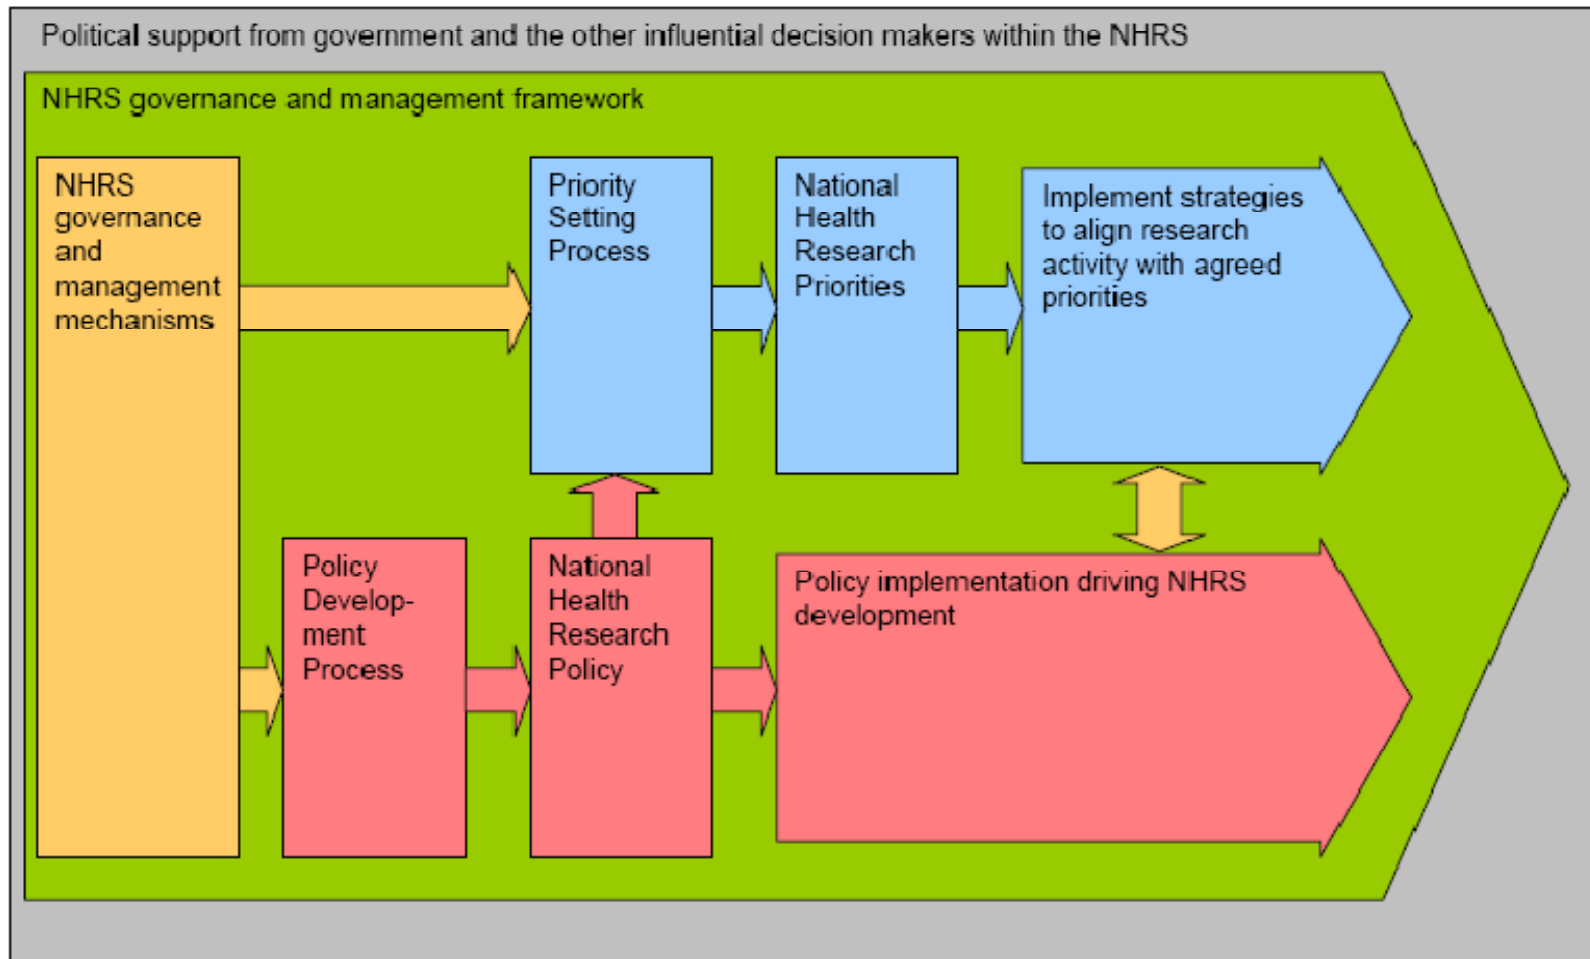 Political support from government and the other influential decision makers within the NHRS
NHRS governance and management framework
NHRS
governance
and
management
mechanisms
Priority
Setting
Process
National
Health
Research
Priorities
Implement strategies
to align research
activity with agreed
priorities
Policy
Develop-
ment
Process
National
Health
Research
Policy
Policy implementation driving NHRS
development